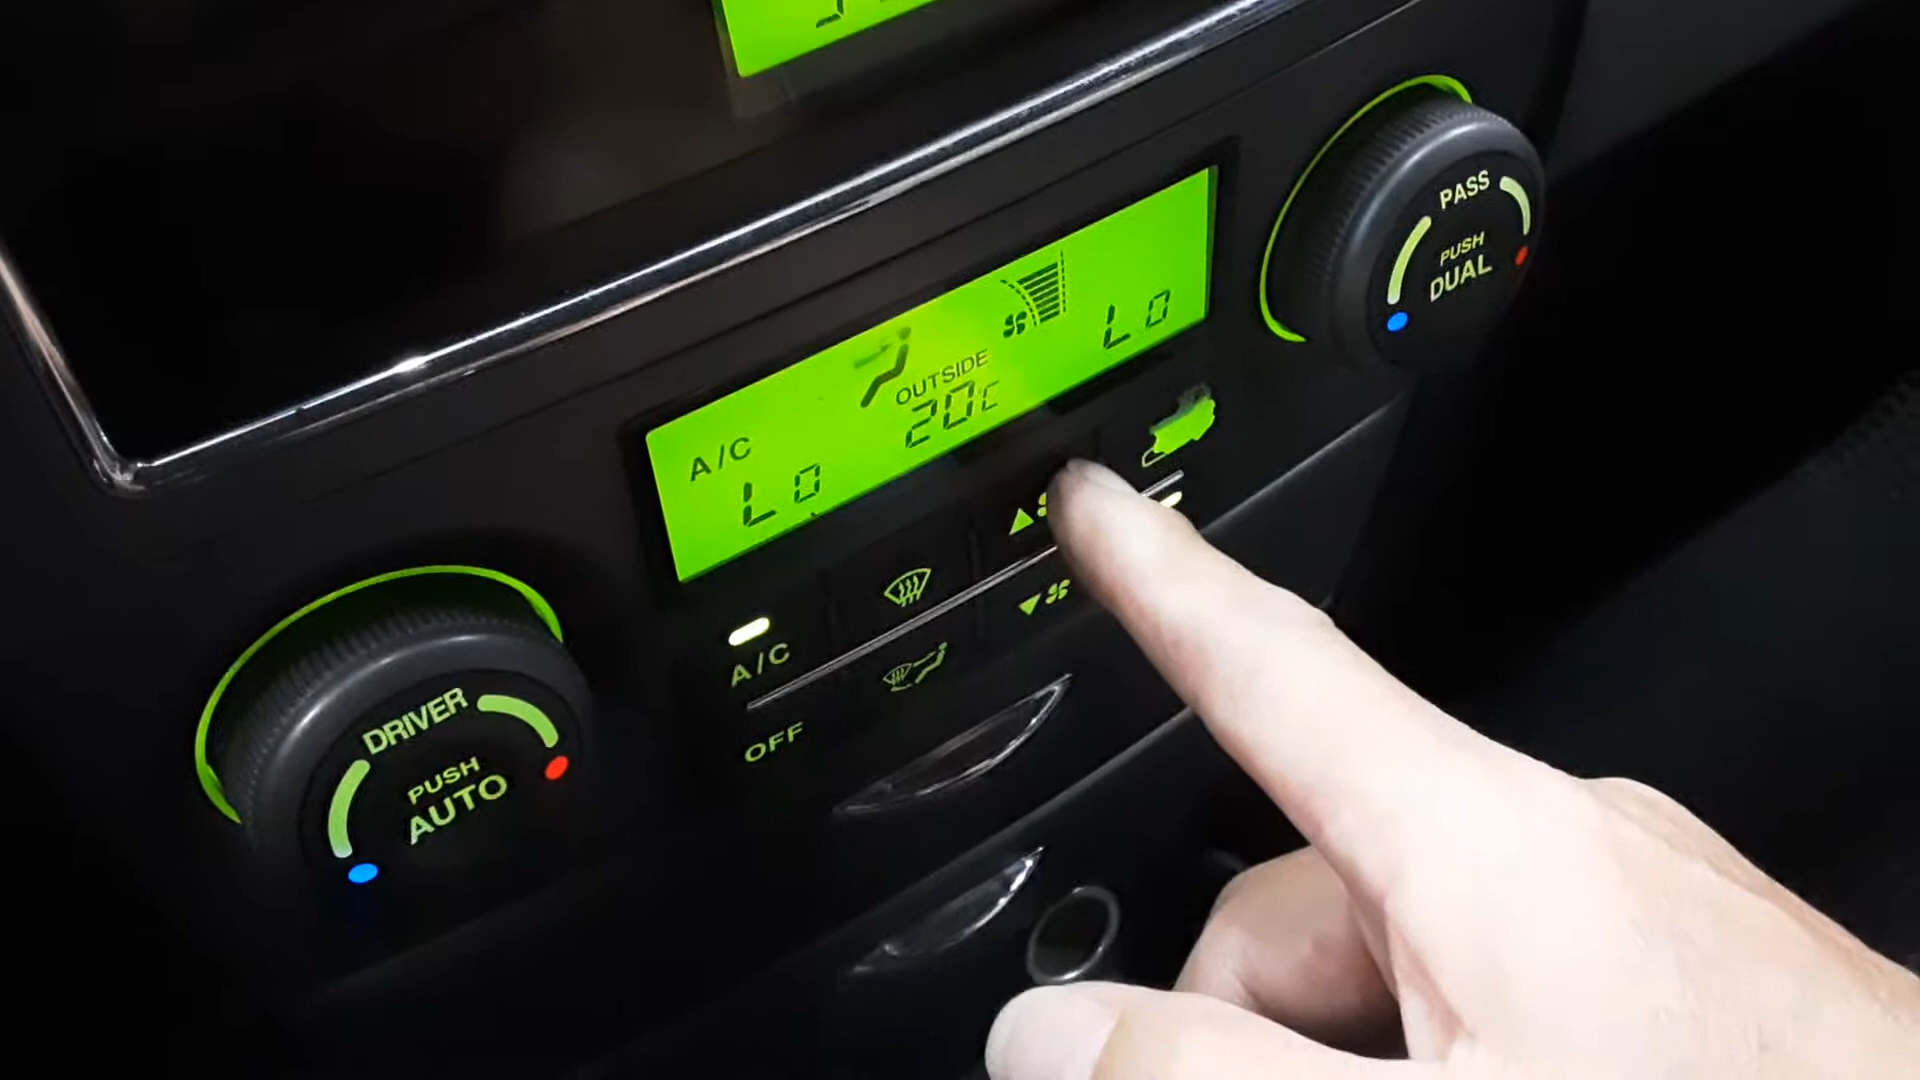 PASS
PUSH
DUAL
OUTSIDE
20c
A/C
Lo
Lo
A/C
OFF
DRIVER
PUSH
AUTO